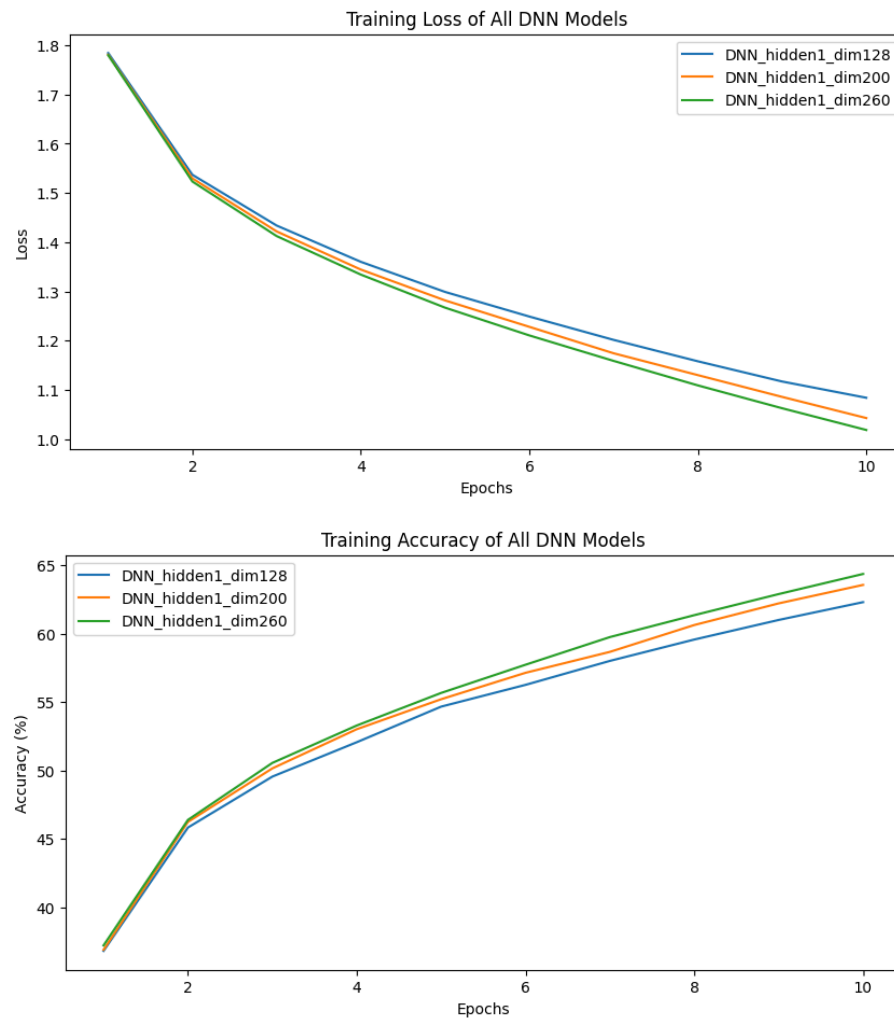 Training Loss of All DNN Models
1.8
1.7
1.6
1.5
1.4
1.3
1.2
1.1
1.0
Loss
DNN_hidden1_dim128
DNN_hidden1_dim200
DNN_hidden1_dim260
2 4 6 8 10
Epochs
Training Accuracy of All DNN Models
65
60
55
50
45
40
Accuracy (%)
DNN_hidden1_dim128
DNN_hidden1_dim200
DNN_hidden1_dim260
2 4 6 8 10
Epochs